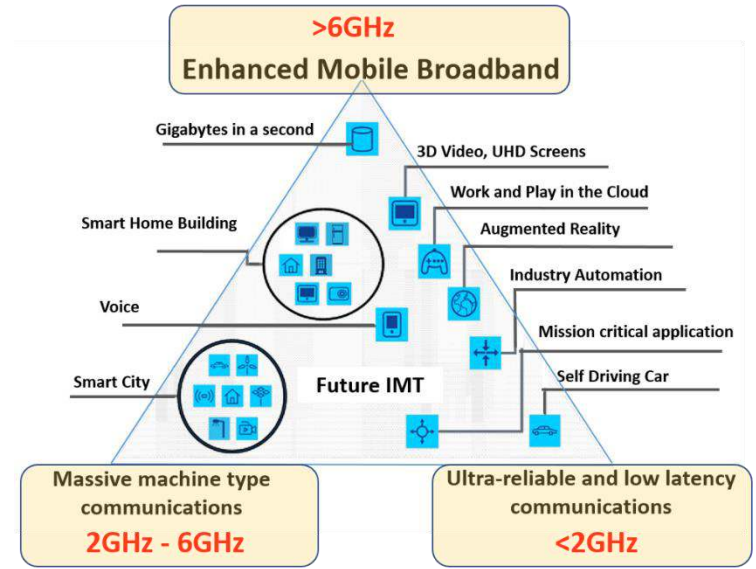 >6GHz
Enhanced Mobile Broadband
Gigabytes in a second
3D Video, UHD Screens
Work and Play in the Cloud
Smart Home Building
Augmented Reality
Industry Automation
Voice
Mission critical application
Smart City
Future IMT
Self Driving Car
Massive machine type
communications
2GHz - 6GHz
Ultra-reliable and low latency
communications
<2GHz